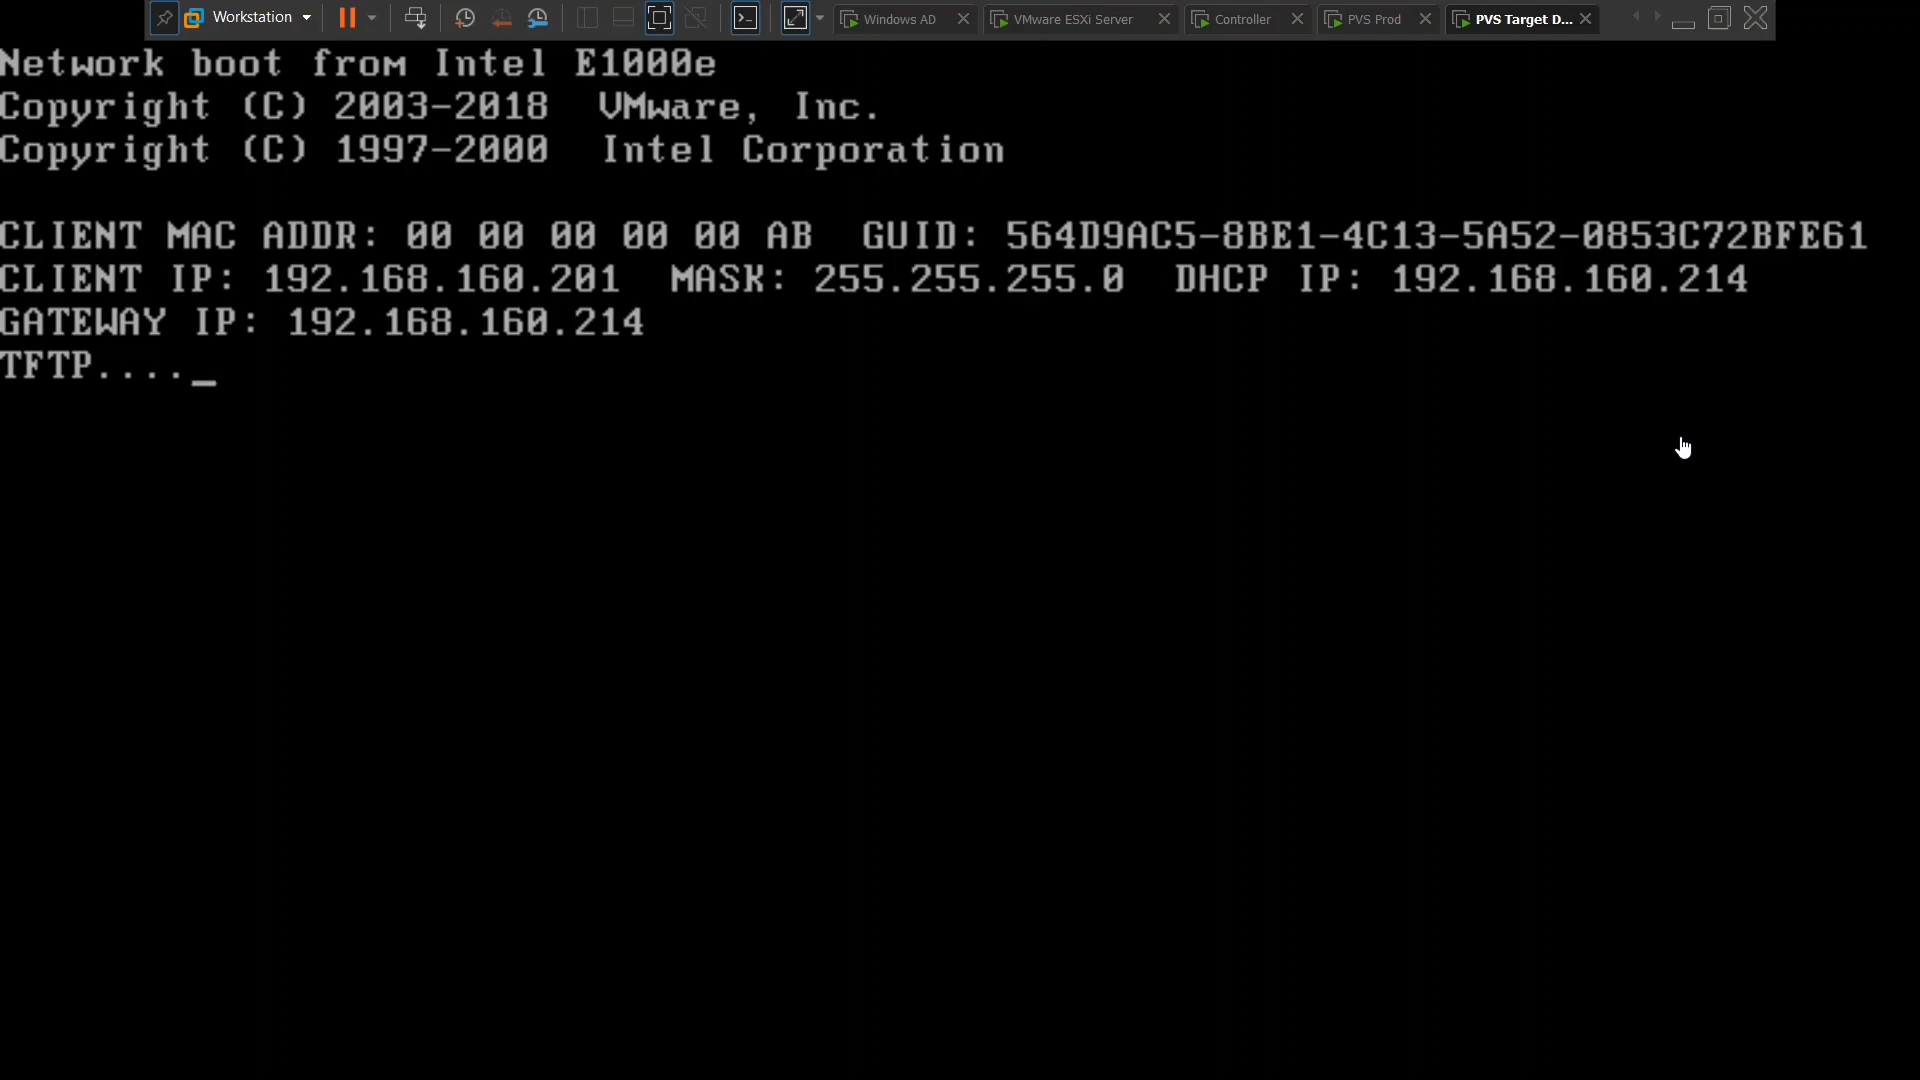 Workstation
Windows AD
VMware ESXi Server
Controller
PVS Prod
PVS Target D...
Network boot from Intel E1000e
Copyright (C) 2003-2018  VMware, Inc.
Copyright (C) 1997-2000  Intel Corporation
CLIENT MAC ADDR: 00 00 00 00 00 AB  GUID: 564D9AC5-8BE1-4C13-5A52-0853C72BFE61
CLIENT IP: 192.168.160.201  MASK: 255.255.255.0  DHCP IP: 192.168.160.214
GATEWAY IP: 192.168.160.214
TFTP...._